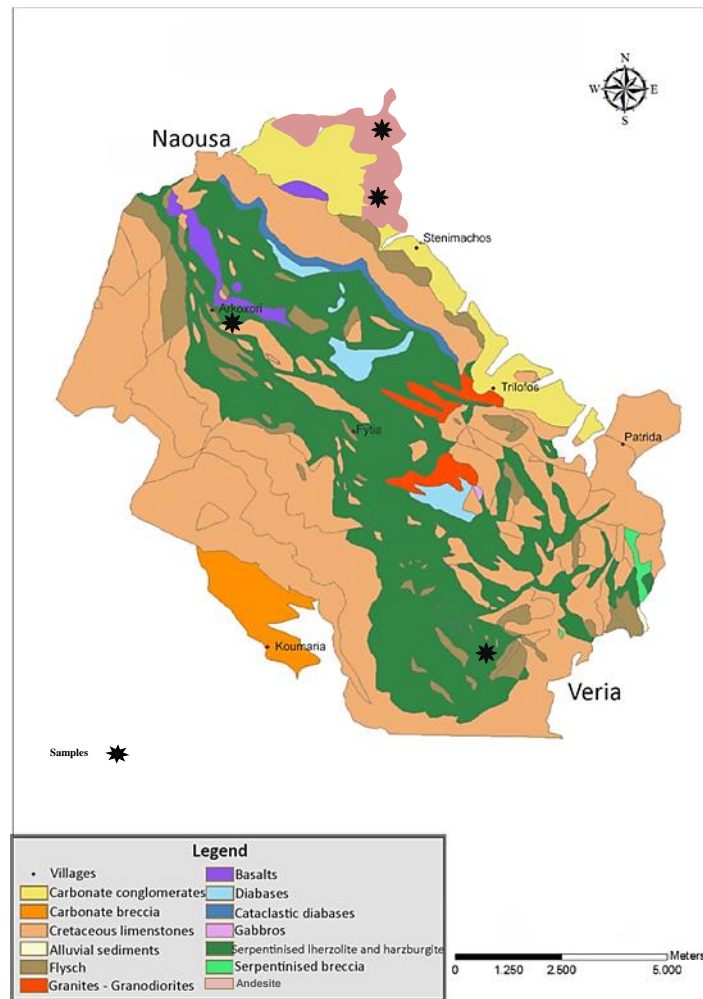 N
W E
S
Naousa
Stenimachos
Arkoxori
Trilofos
Fytia
Patrida
Koumaria
Veria
Samples
Legend
Villages
Carbonate conglomerates
Carbonate breccia
Cretaceous limenstones
Alluvial sediments
Flysch
Granites - Granodiorites
Basalts
Diabases
Cataclastic diabases
Gabbros
Serpentinised lherzolite and harzburgite
Serpentinised breccia
Andesite
Meters
0 1.250 2.500 5.000